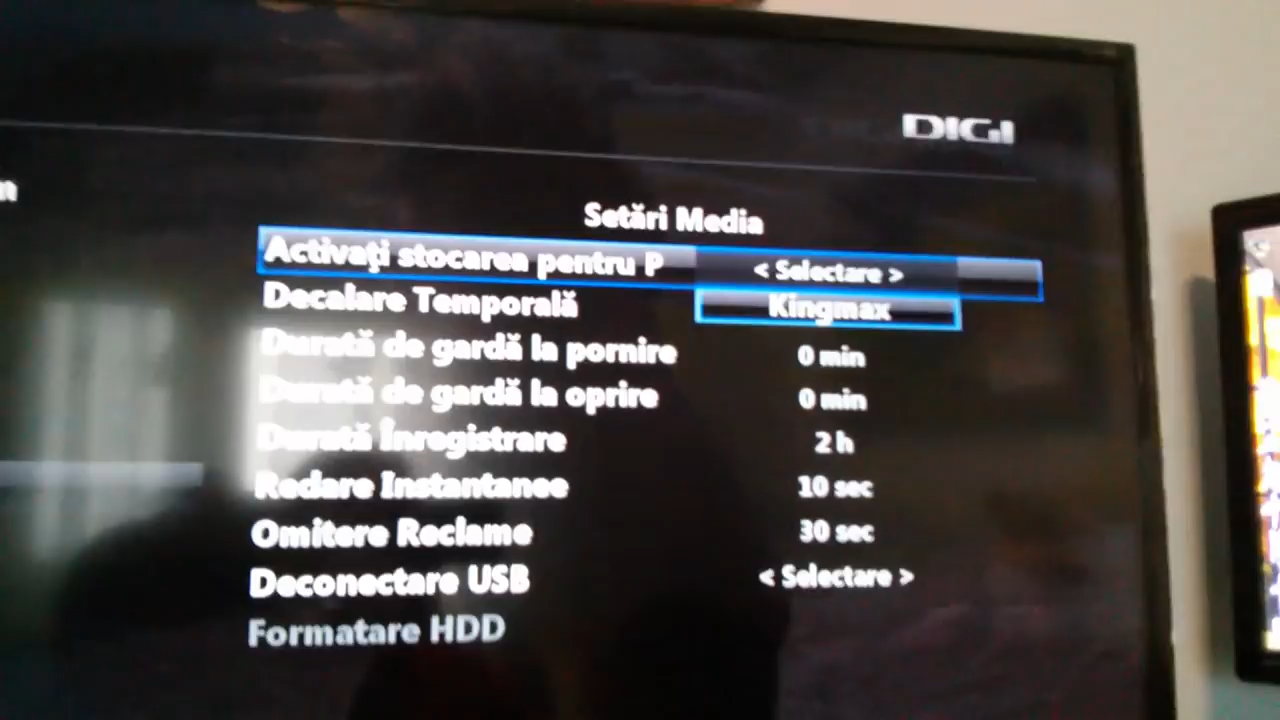 DIGI
Setări Media
Activaţi stocarea pentru P < Selectare >
Decalare Temporală Kingmax
Durată de gardă la pornire 0 min
Durată de gardă la oprire 0 min
Durată Înregistrare 2 h
Redare Instantanee 10 sec
Omitere Reclame 30 sec
Deconectare USB < Selectare >
Formatare HDD